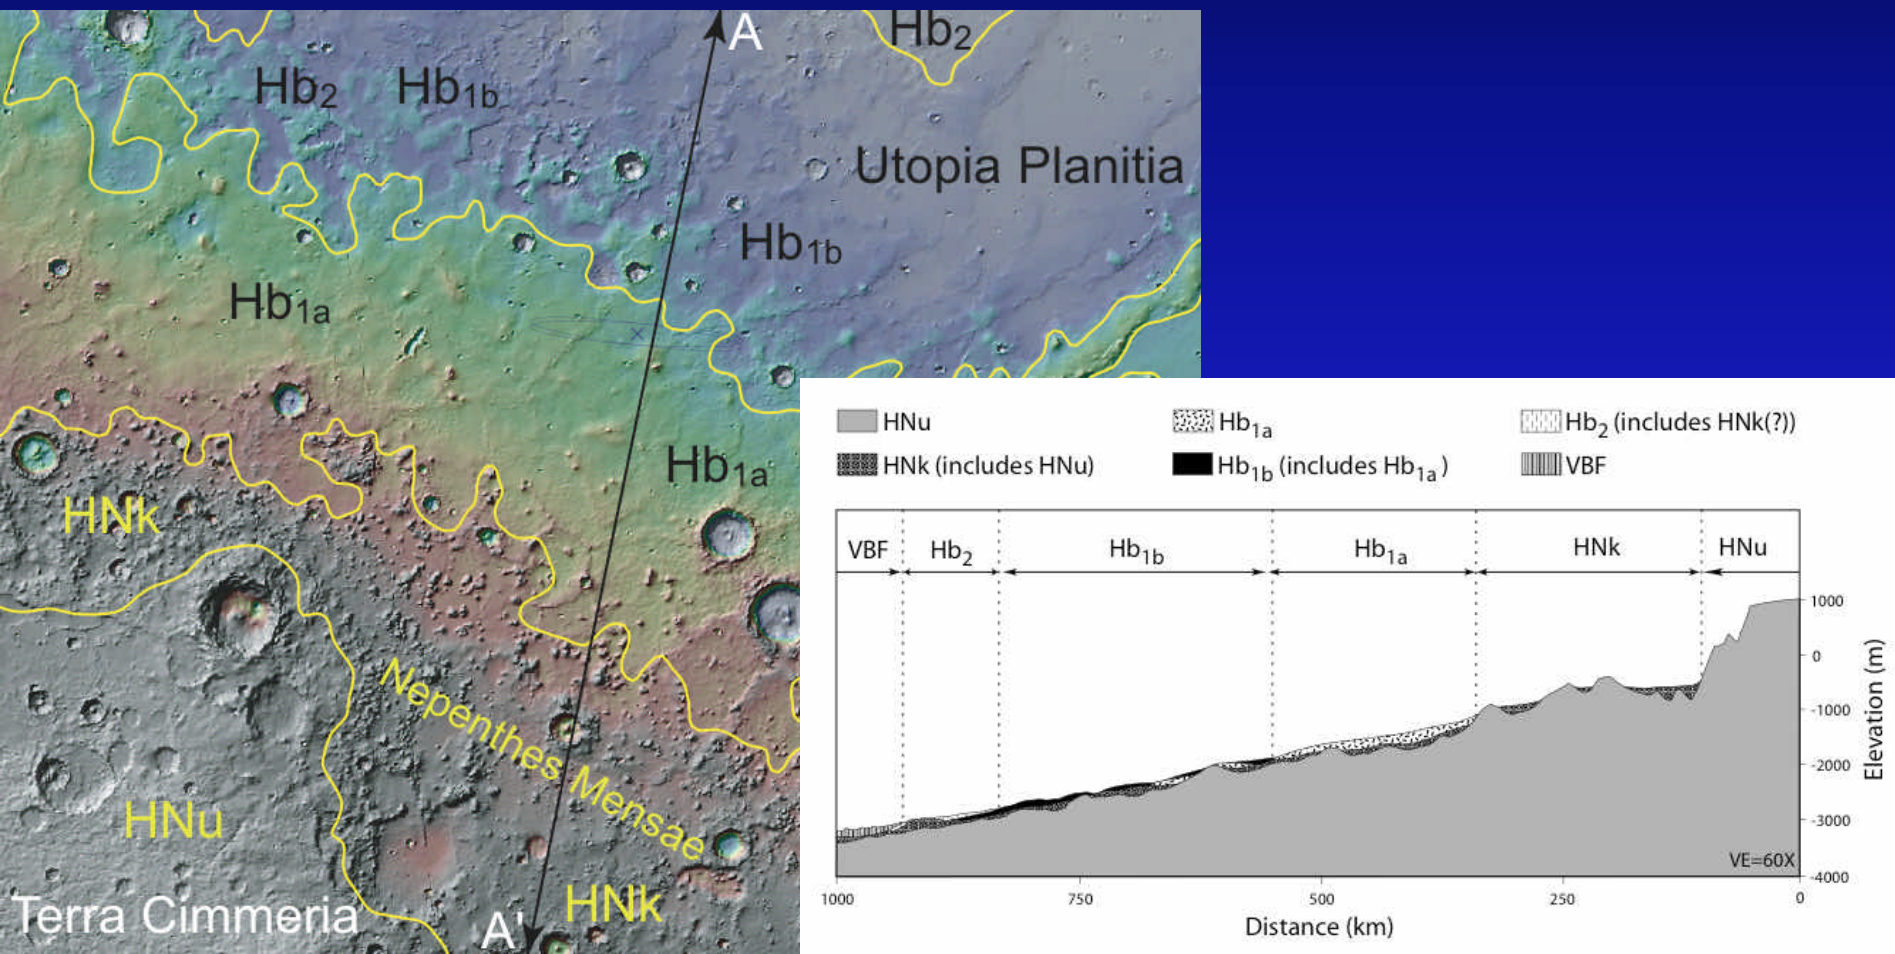 A
Hb2
Hb2
Hb1b
Utopia Planitia
Hb1b
Hb1a
Hb1a
HNk
Nepenthes Mensae
HNu
HNk
Terra Cimmeria
A'
HNu
Hb1a
Hb2 (includes HNk(?))
HNk (includes HNu)
Hb1b (includes Hb1a)
VBF
VBF
Hb2
Hb1b
Hb1a
HNk
HNu
1000
0
-1000
-2000
-3000
-4000
Elevation (m)
VE=60X
1000
750
500
250
0
Distance (km)